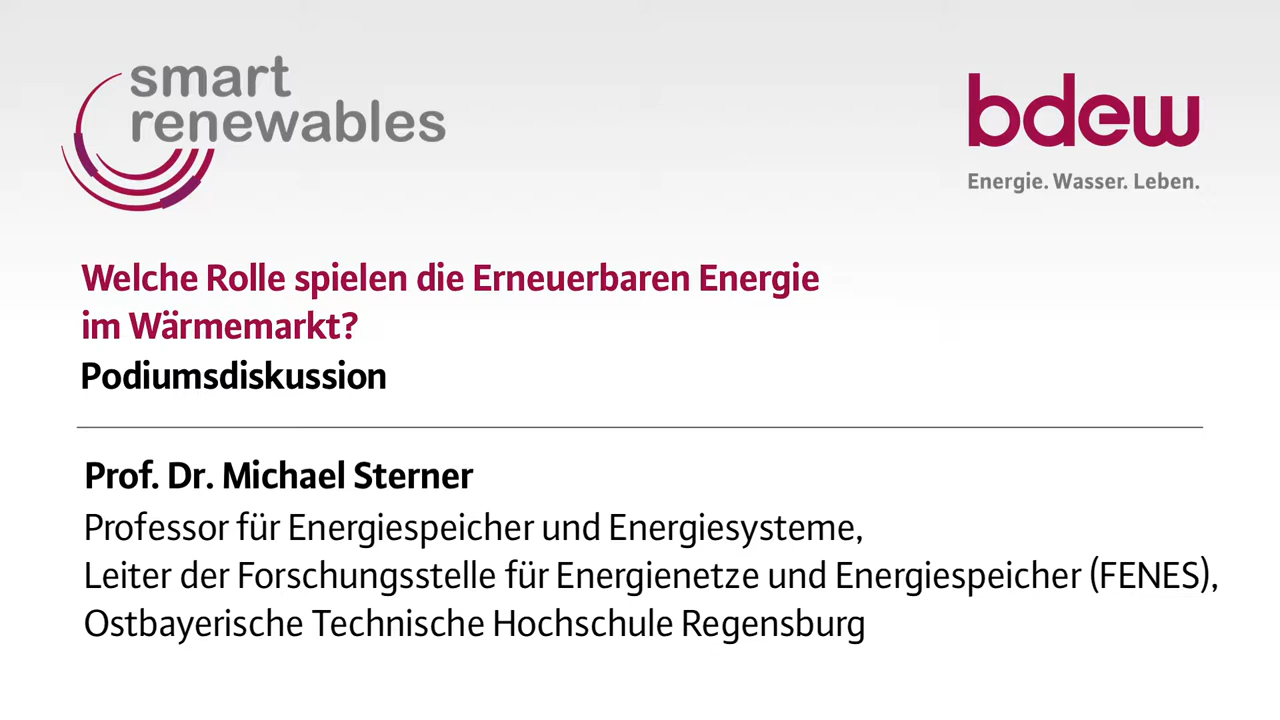 smart
renewables
bdew
Energie. Wasser. Leben.
Welche Rolle spielen die Erneuerbaren Energie
im Wärmemarkt?
Podiumsdiskussion
Prof. Dr. Michael Sterner
Professor für Energiespeicher und Energiesysteme,
Leiter der Forschungsstelle für Energienetze und Energiespeicher (FENES),
Ostbayerische Technische Hochschule Regensburg